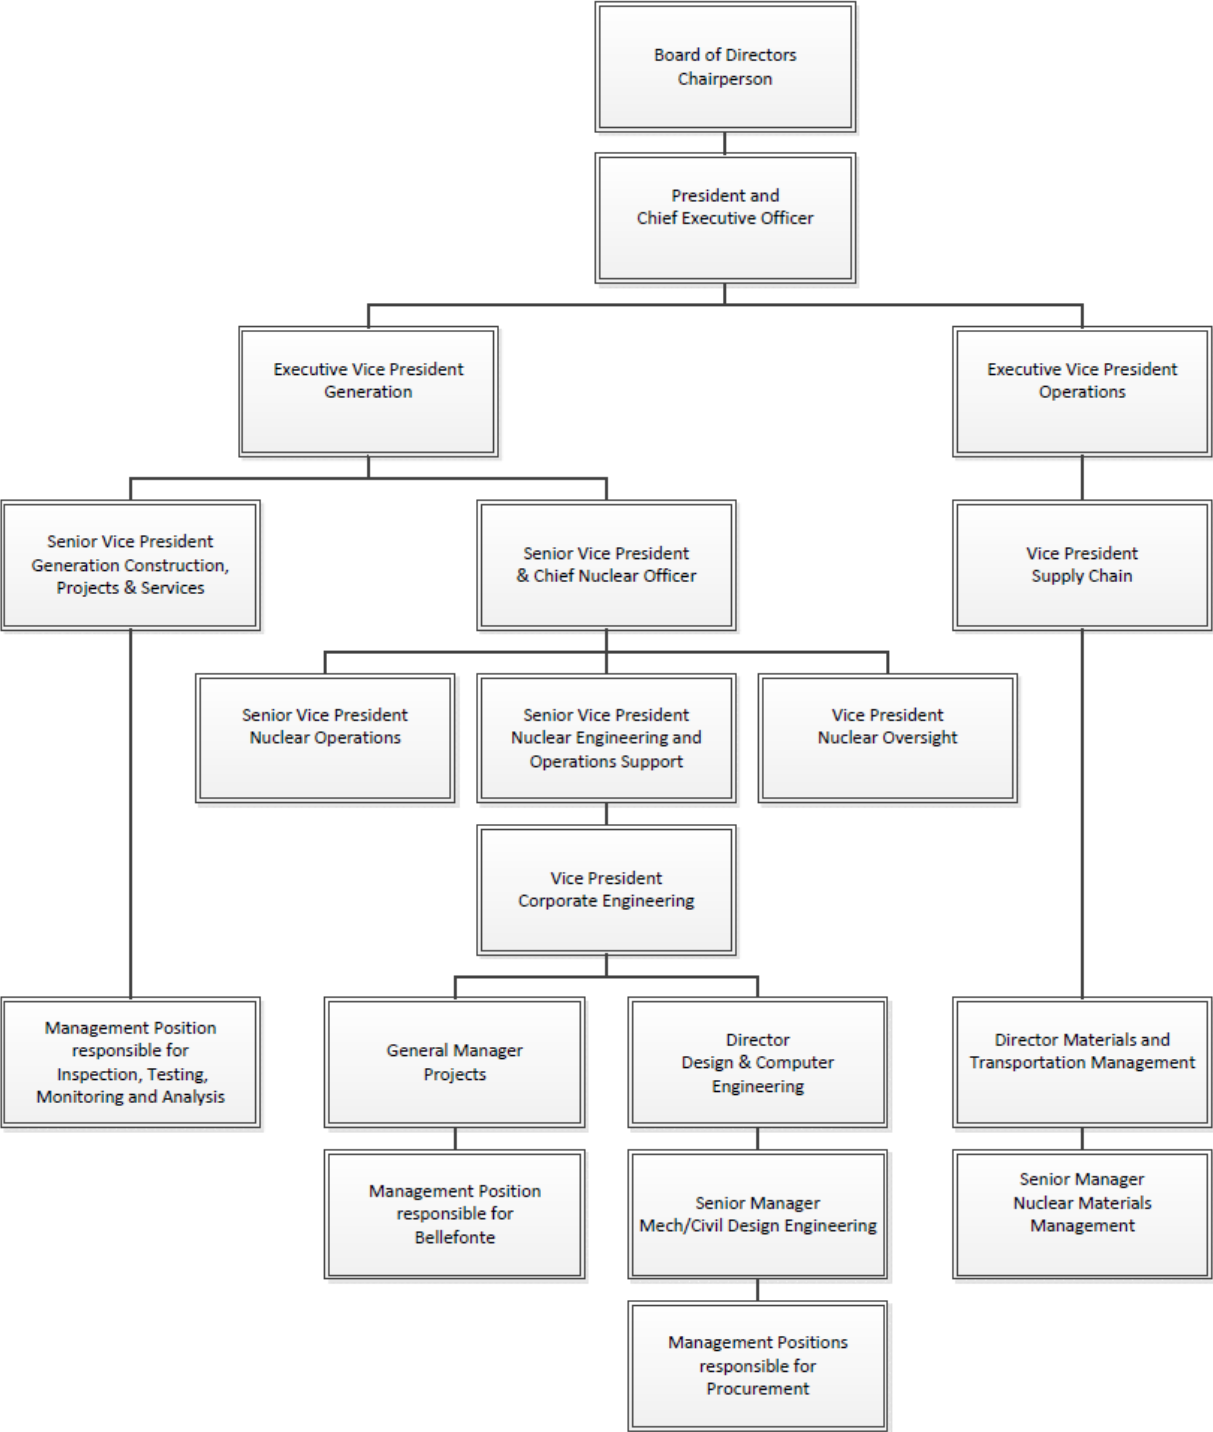 Board of Directors
Chairperson
President and
Chief Executive Officer
Executive Vice President
Generation
Executive Vice President
Operations
Senior Vice President
Generation Construction,
Projects & Services
Senior Vice President
& Chief Nuclear Officer
Vice President
Supply Chain
Senior Vice President
Nuclear Operations
Senior Vice President
Nuclear Engineering and
Operations Support
Vice President
Nuclear Oversight
Vice President
Corporate Engineering
Management Position
responsible for
Inspection, Testing,
Monitoring and Analysis
General Manager
Projects
Director
Design & Computer
Engineering
Director Materials and
Transportation Management
Management Position
responsible for
Bellefonte
Senior Manager
Mech/Civil Design Engineering
Senior Manager
Nuclear Materials
Management
Management Positions
responsible for
Procurement